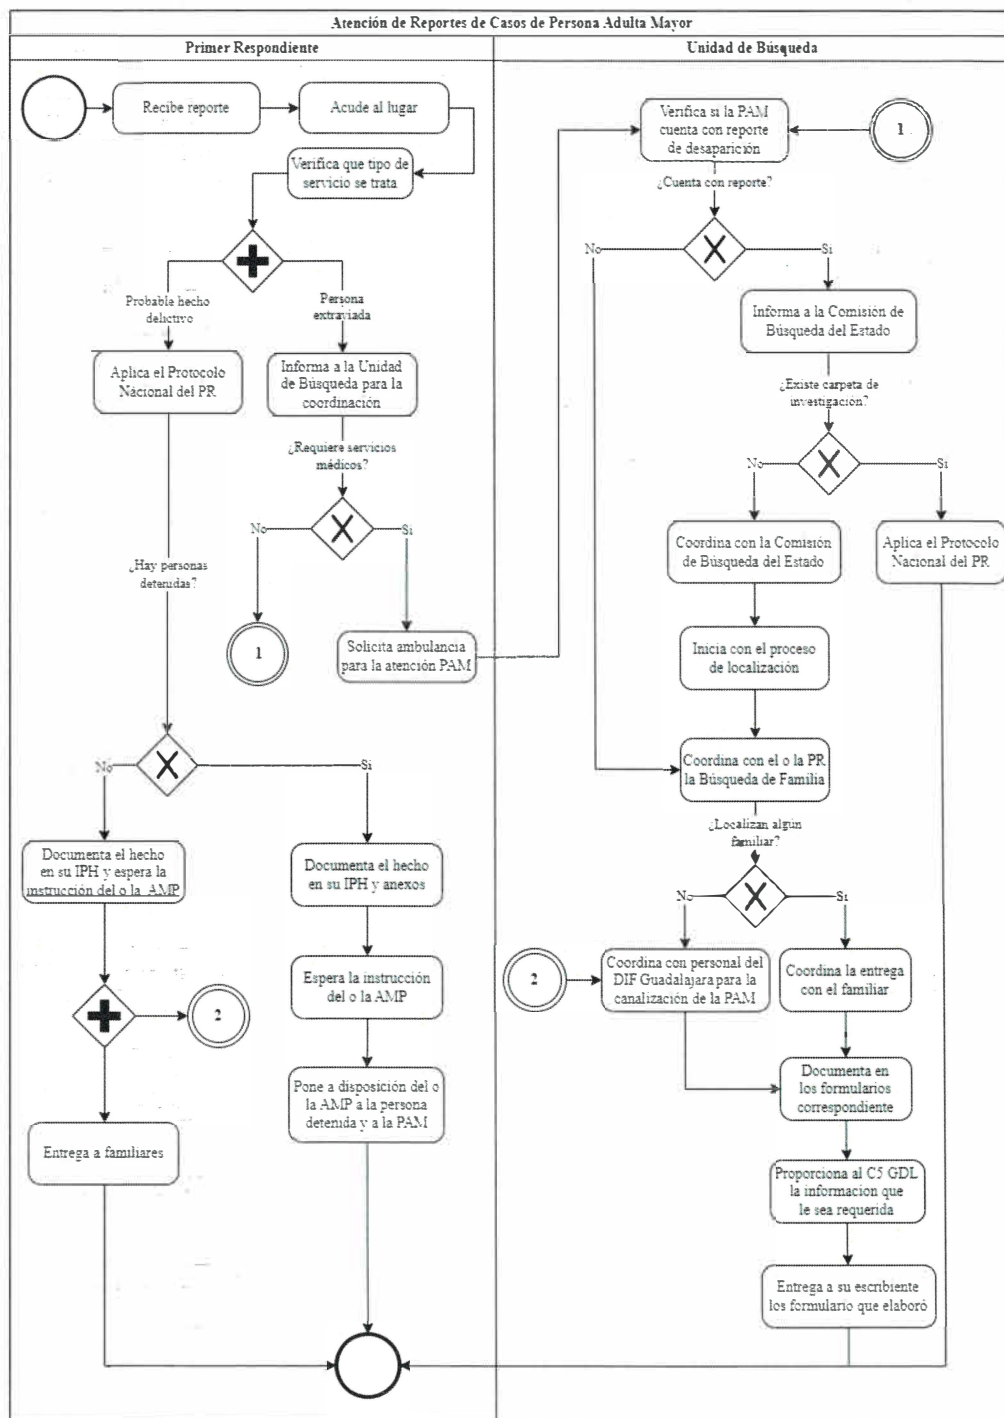 Atención de Reportes de Casos de Persona Adulta Mayor
Primer Respondiente
Unidad de Búsqueda
Recibe reporte
Acude al lugar
Verifica que tipo de
servicio se trata
Probable hecho
delictivo
Persona
extraviada
Aplica el Protocolo
Nacional del PR
Informa a la Unidad
de Búsqueda para la
coordinación
¿Requiere servicios
médicos?
No
Si
1
Solicita ambulancia
para la atención PAM
¿Hay personas
detenidas?
No
Si
Documenta el hecho
en su IPH y espera la
instrucción del o la AMP
2
Entrega a familiares
Documenta el hecho
en su IPH y anexos
Espera la instrucción
del o la AMP
Pone a disposición del o
la AMP a la persona
detenida y a la PAM
Verifica si la PAM
cuenta con reporte
de desaparición
1
¿Cuenta con reporte?
No
Si
Informa a la Comisión de
Búsqueda del Estado
¿Existe carpeta de
investigación?
No
Si
Coordina con la Comisión
de Búsqueda del Estado
Aplica el Protocolo
Nacional del PR
Inicia con el proceso
de localización
Coordina con el o la PR
la Búsqueda de Familia
¿Localizan algún
familiar?
No
Si
2
Coordina con personal del
DIF Guadalajara para la
canalización de la PAM
Coordina la entrega
con el familiar
Documenta en
los formularios
correspondiente
Proporciona al C5 GDL
la informacion que
le sea requerida
Entrega a su escribiente
los formulario que elaboró